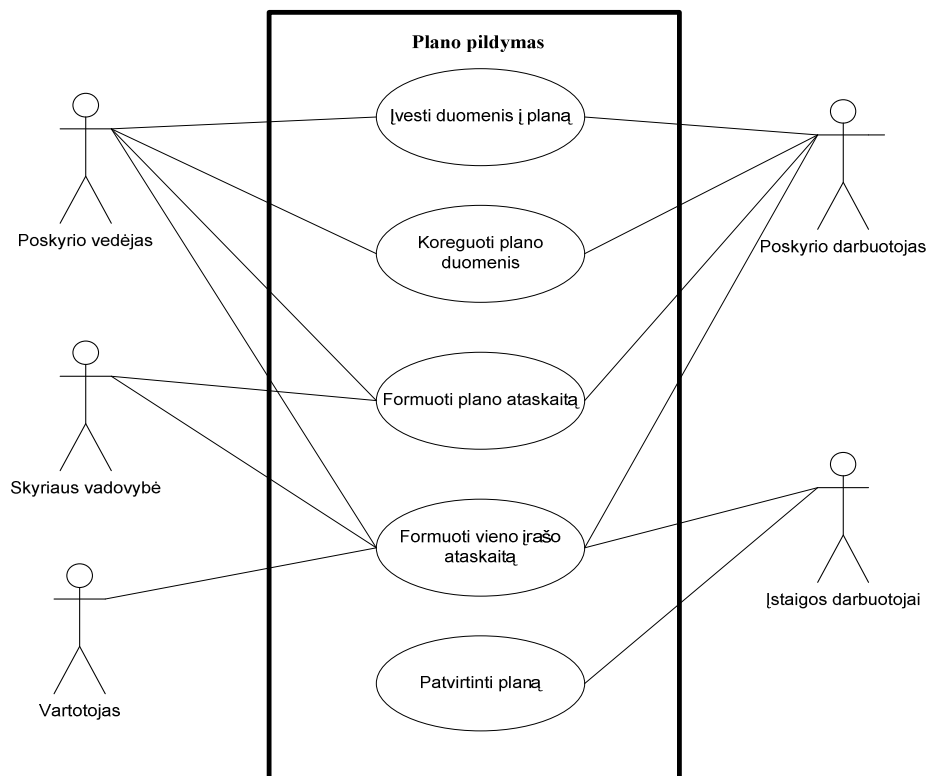 Plano pildymas
Įvesti duomenis į planą
Poskyrio vedėjas
Poskyrio darbuotojas
Koreguoti plano
duomenis
Formuoti plano ataskaitą
Skyriaus vadovybė
Formuoti vieno įrašo
ataskaitą
Įstaigos darbuotojai
Vartotojas
Patvirtinti planą